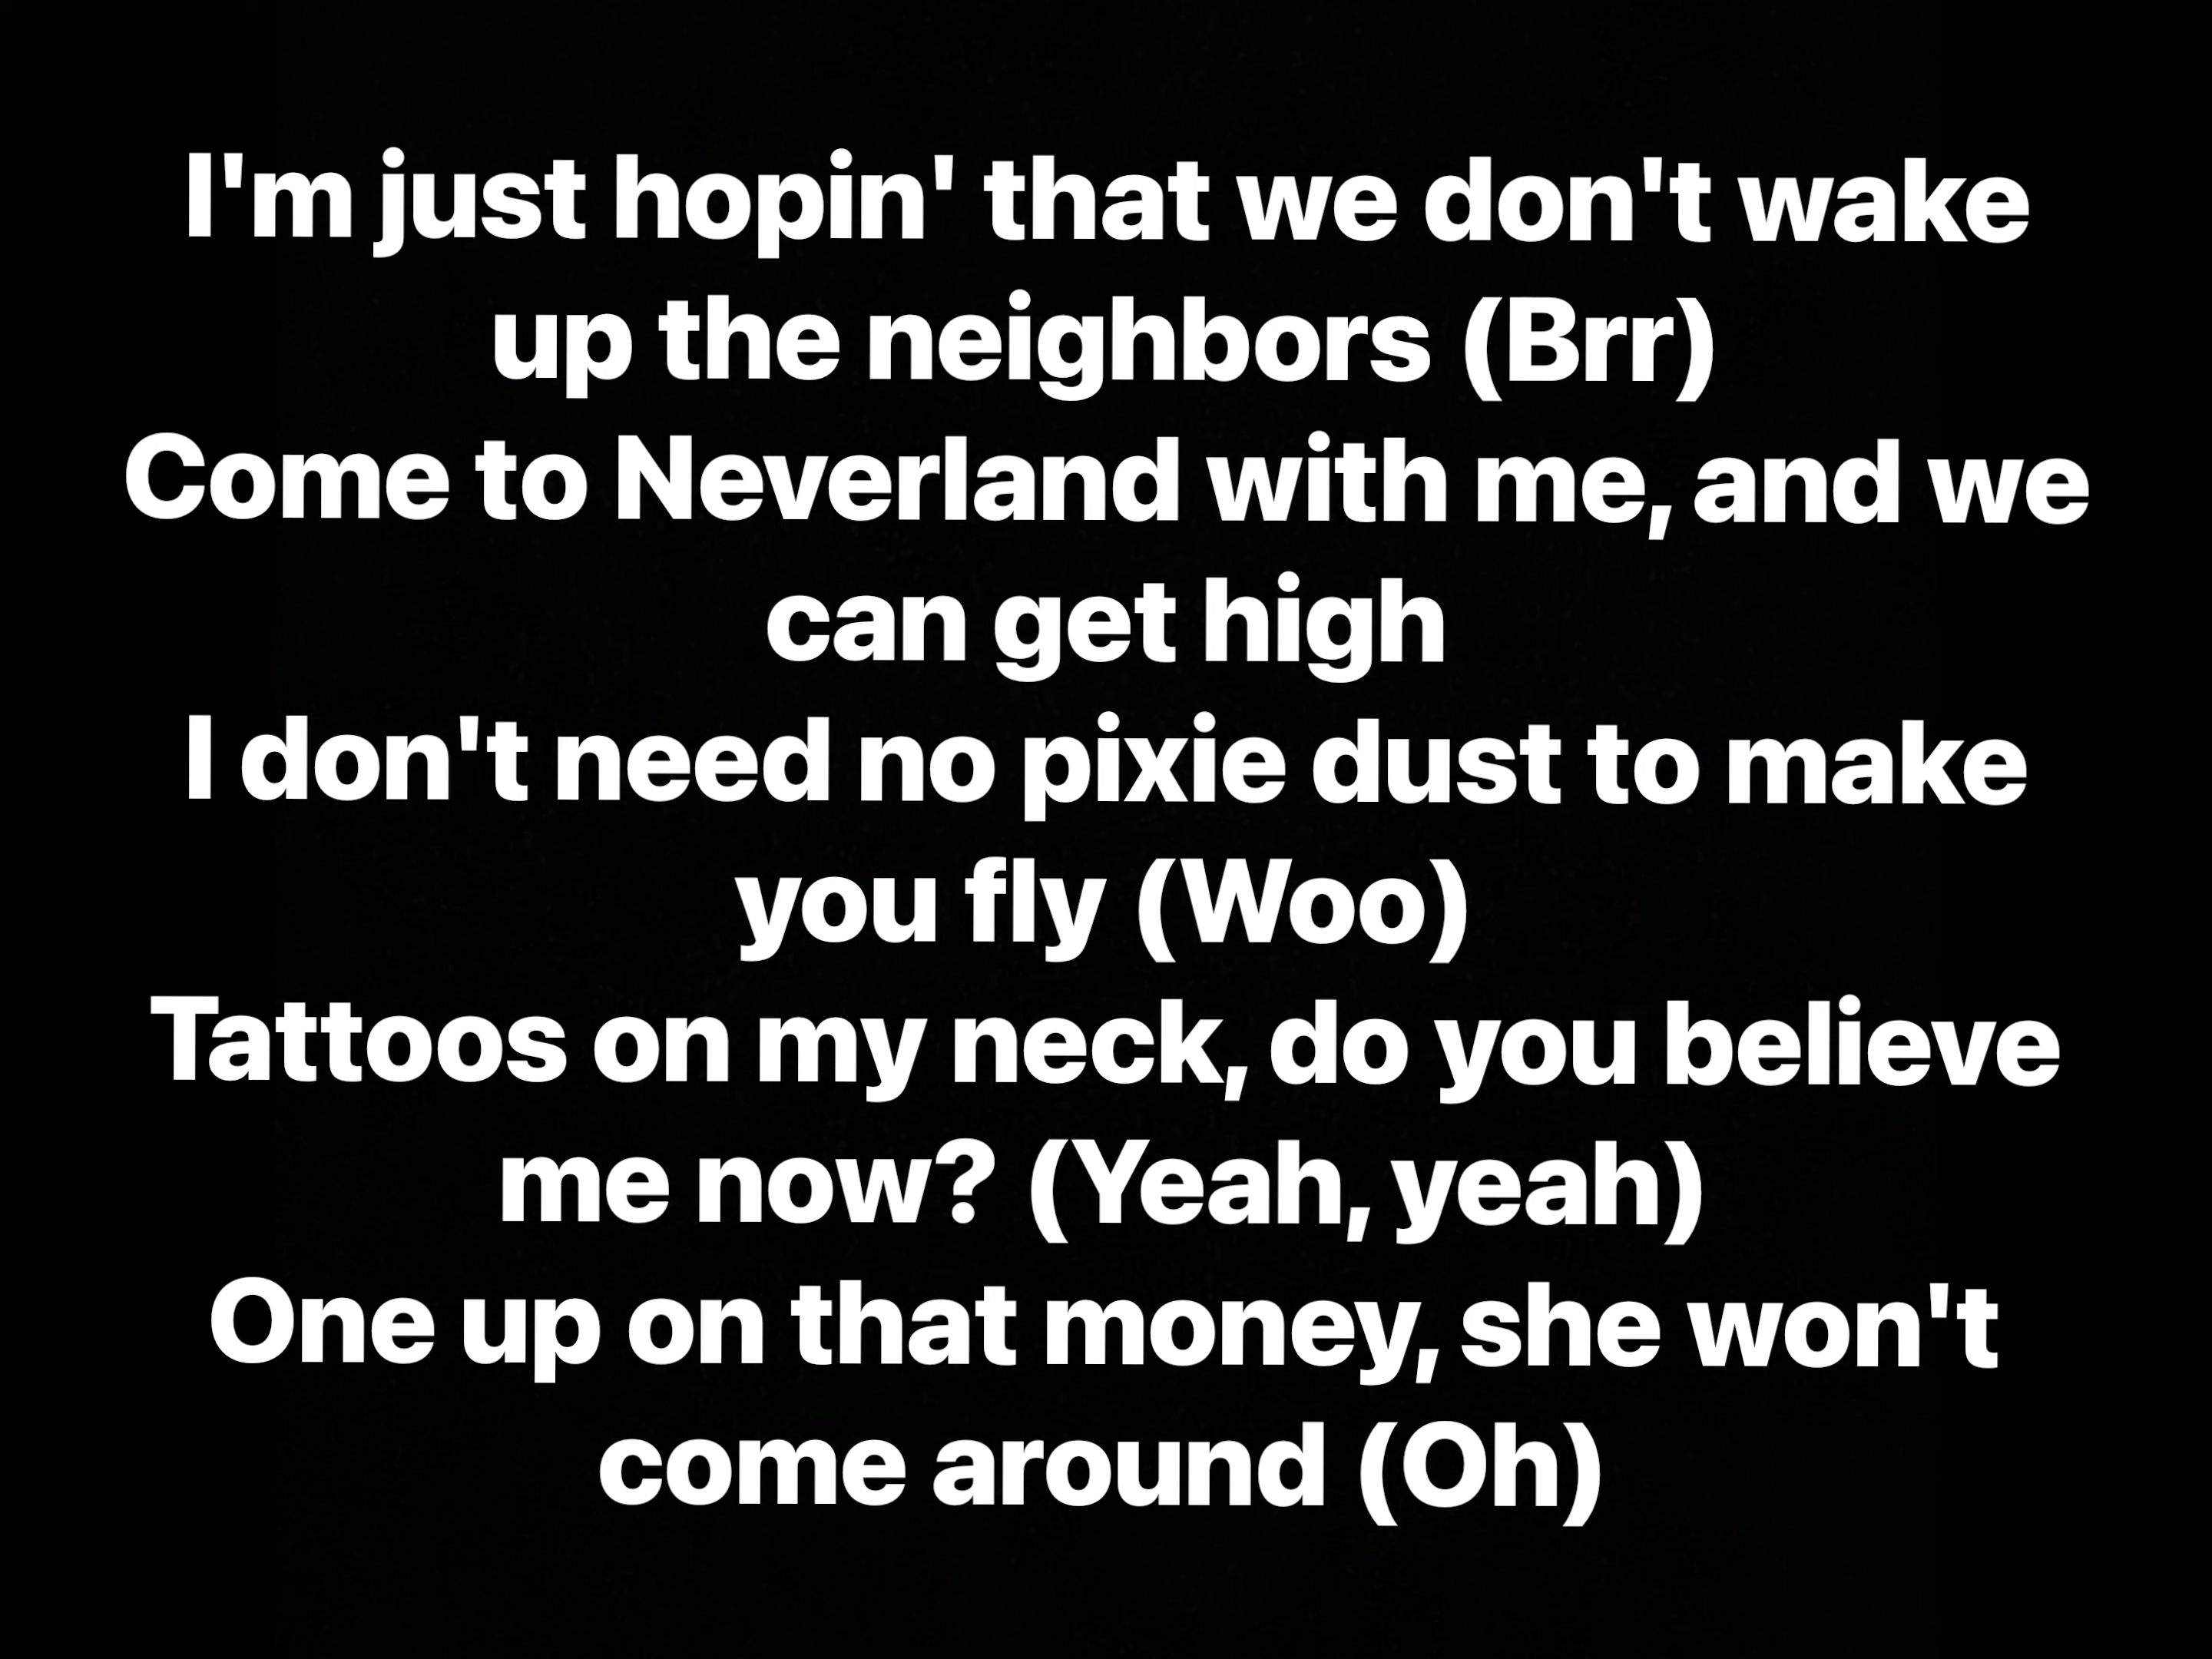 I'm just hopin' that we don't wake
up the neighbors (Brr)
Come to Neverland with me, and we
can get high
I don't need no pixie dust to make
you fly (Woo)
Tattoos on my neck, do you believe
me now? (Yeah, yeah)
One up on that money, she won't
come around (Oh)